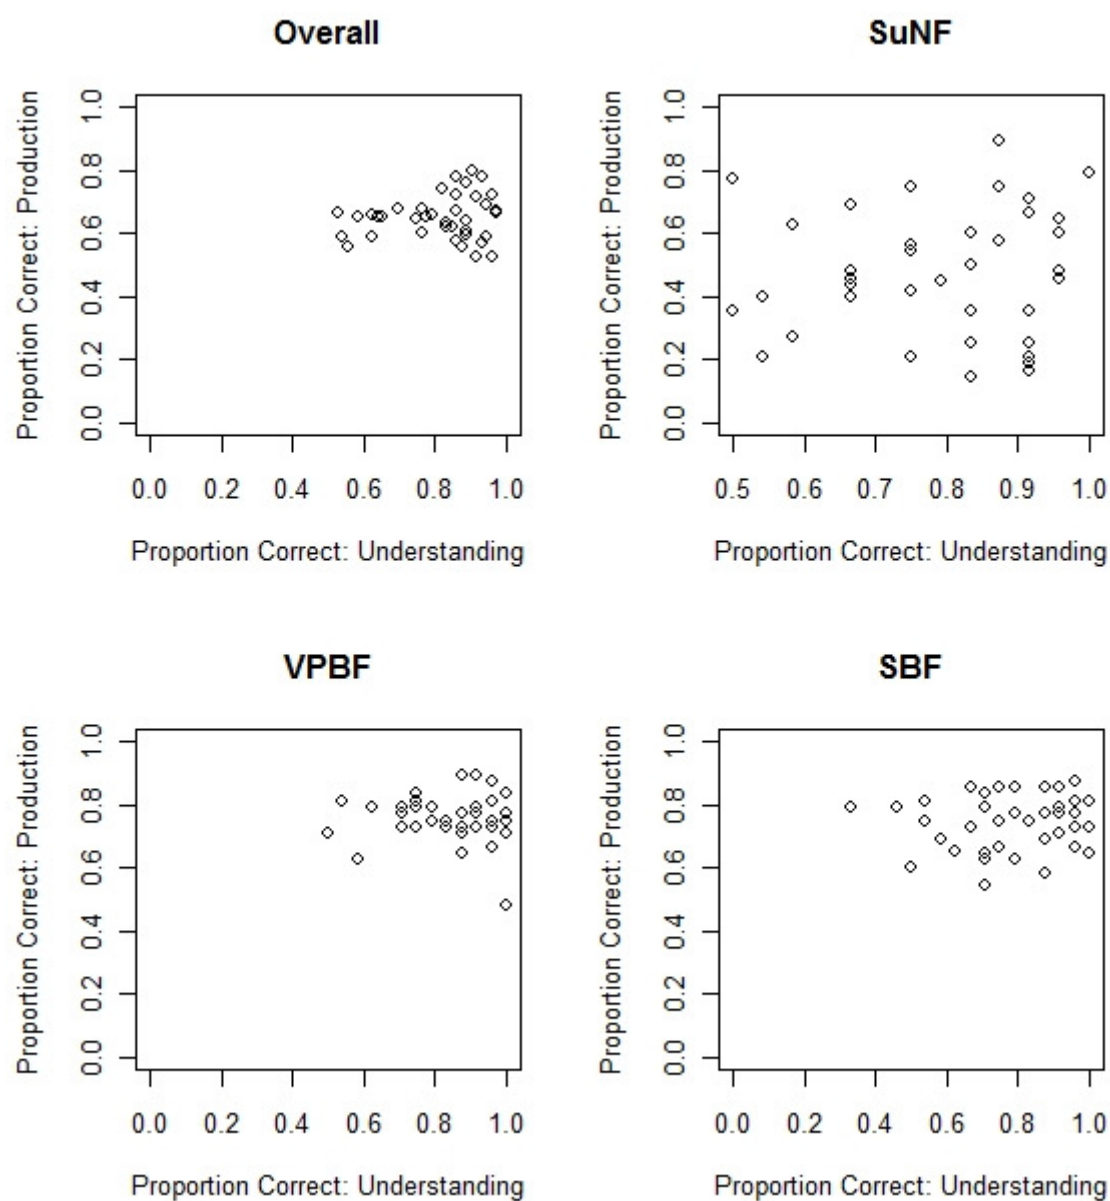 Overall
Proportion Correct: Production
1.0
0.8
0.6
0.4
0.2
0.0
0.0 0.2 0.4 0.6 0.8 1.0
Proportion Correct: Understanding
SuNF
Proportion Correct: Production
1.0
0.8
0.6
0.4
0.2
0.0
0.5 0.6 0.7 0.8 0.9 1.0
Proportion Correct: Understanding
VPBF
Proportion Correct: Production
1.0
0.8
0.6
0.4
0.2
0.0
0.0 0.2 0.4 0.6 0.8 1.0
Proportion Correct: Understanding
SBF
Proportion Correct: Production
1.0
0.8
0.6
0.4
0.2
0.0
0.0 0.2 0.4 0.6 0.8 1.0
Proportion Correct: Understanding